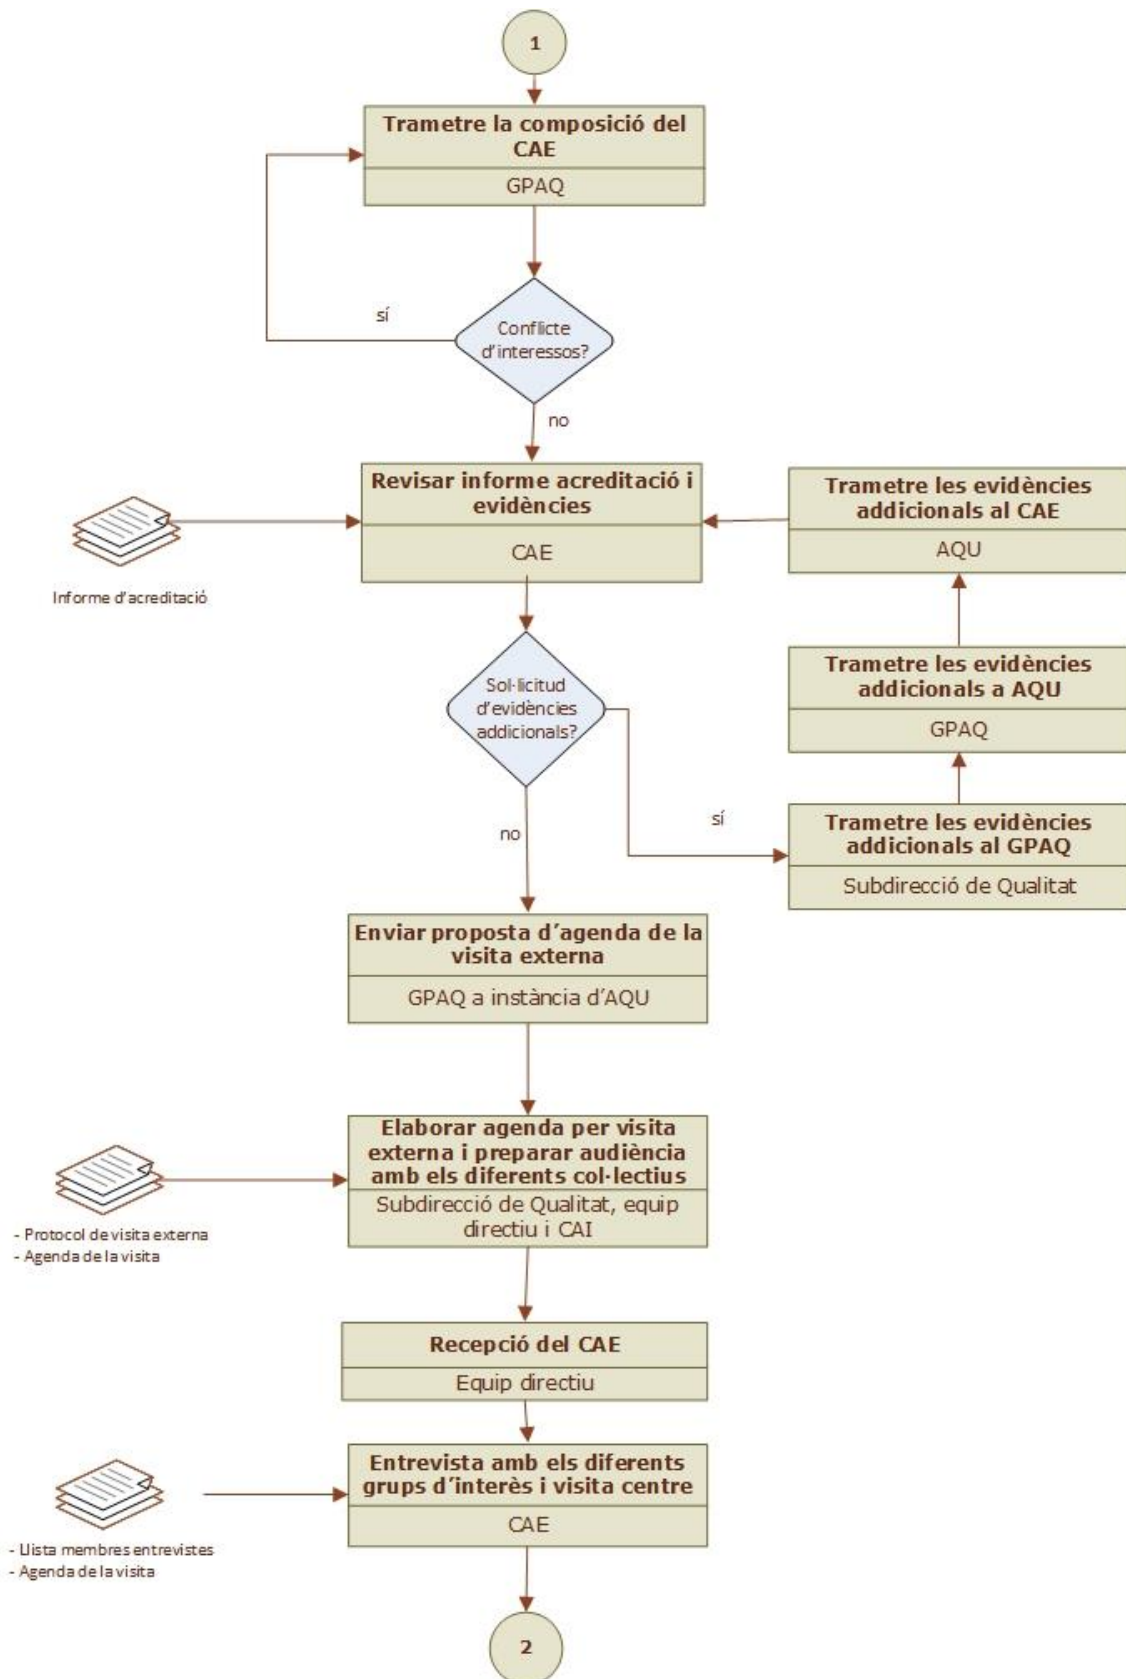 1
Trametre la composició del
CAE
GPAQ
sí
Conflicte
d'interessos?
no
Revisar informe acreditació i
evidències
CAE
Informe d'acreditació
Trametre les evidències
addicionals al CAE
AQU
Trametre les evidències
addicionals a AQU
GPAQ
Sol·licitud
d'evidències
addicionals?
sí
no
Trametre les evidències
addicionals al GPAQ
Subdirecció de Qualitat
Enviar proposta d'agenda de la
visita externa
GPAQ a instància d'AQU
Elaborar agenda per visita
externa i preparar audiència
amb els diferents col·lectius
Subdirecció de Qualitat, equip
directiu i CAI
- Protocol de visita externa
- Agenda de la visita
Recepció del CAE
Equip directiu
Entrevista amb els diferents
grups d'interès i visita centre
CAE
- Llista membres entrevistes
- Agenda de la visita
2